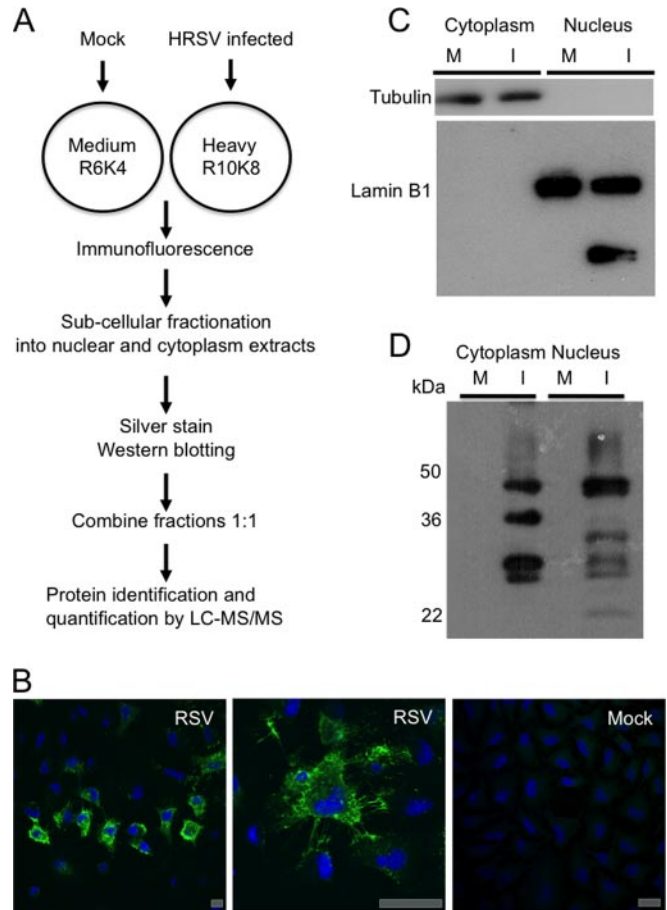 A
Mock
HRSV infected
Medium
R6K4
Heavy
R10K8
Immunofluorescence
Sub-cellular fractionation
into nuclear and cytoplasm extracts
Silver stain
Western blotting
Combine fractions 1:1
Protein identification and
quantification by LC-MS/MS
C
Cytoplasm Nucleus
M I M I
Tubulin
Lamin B1
D
Cytoplasm Nucleus
kDa M I M I
50
36
22
B
RSV
RSV
Mock